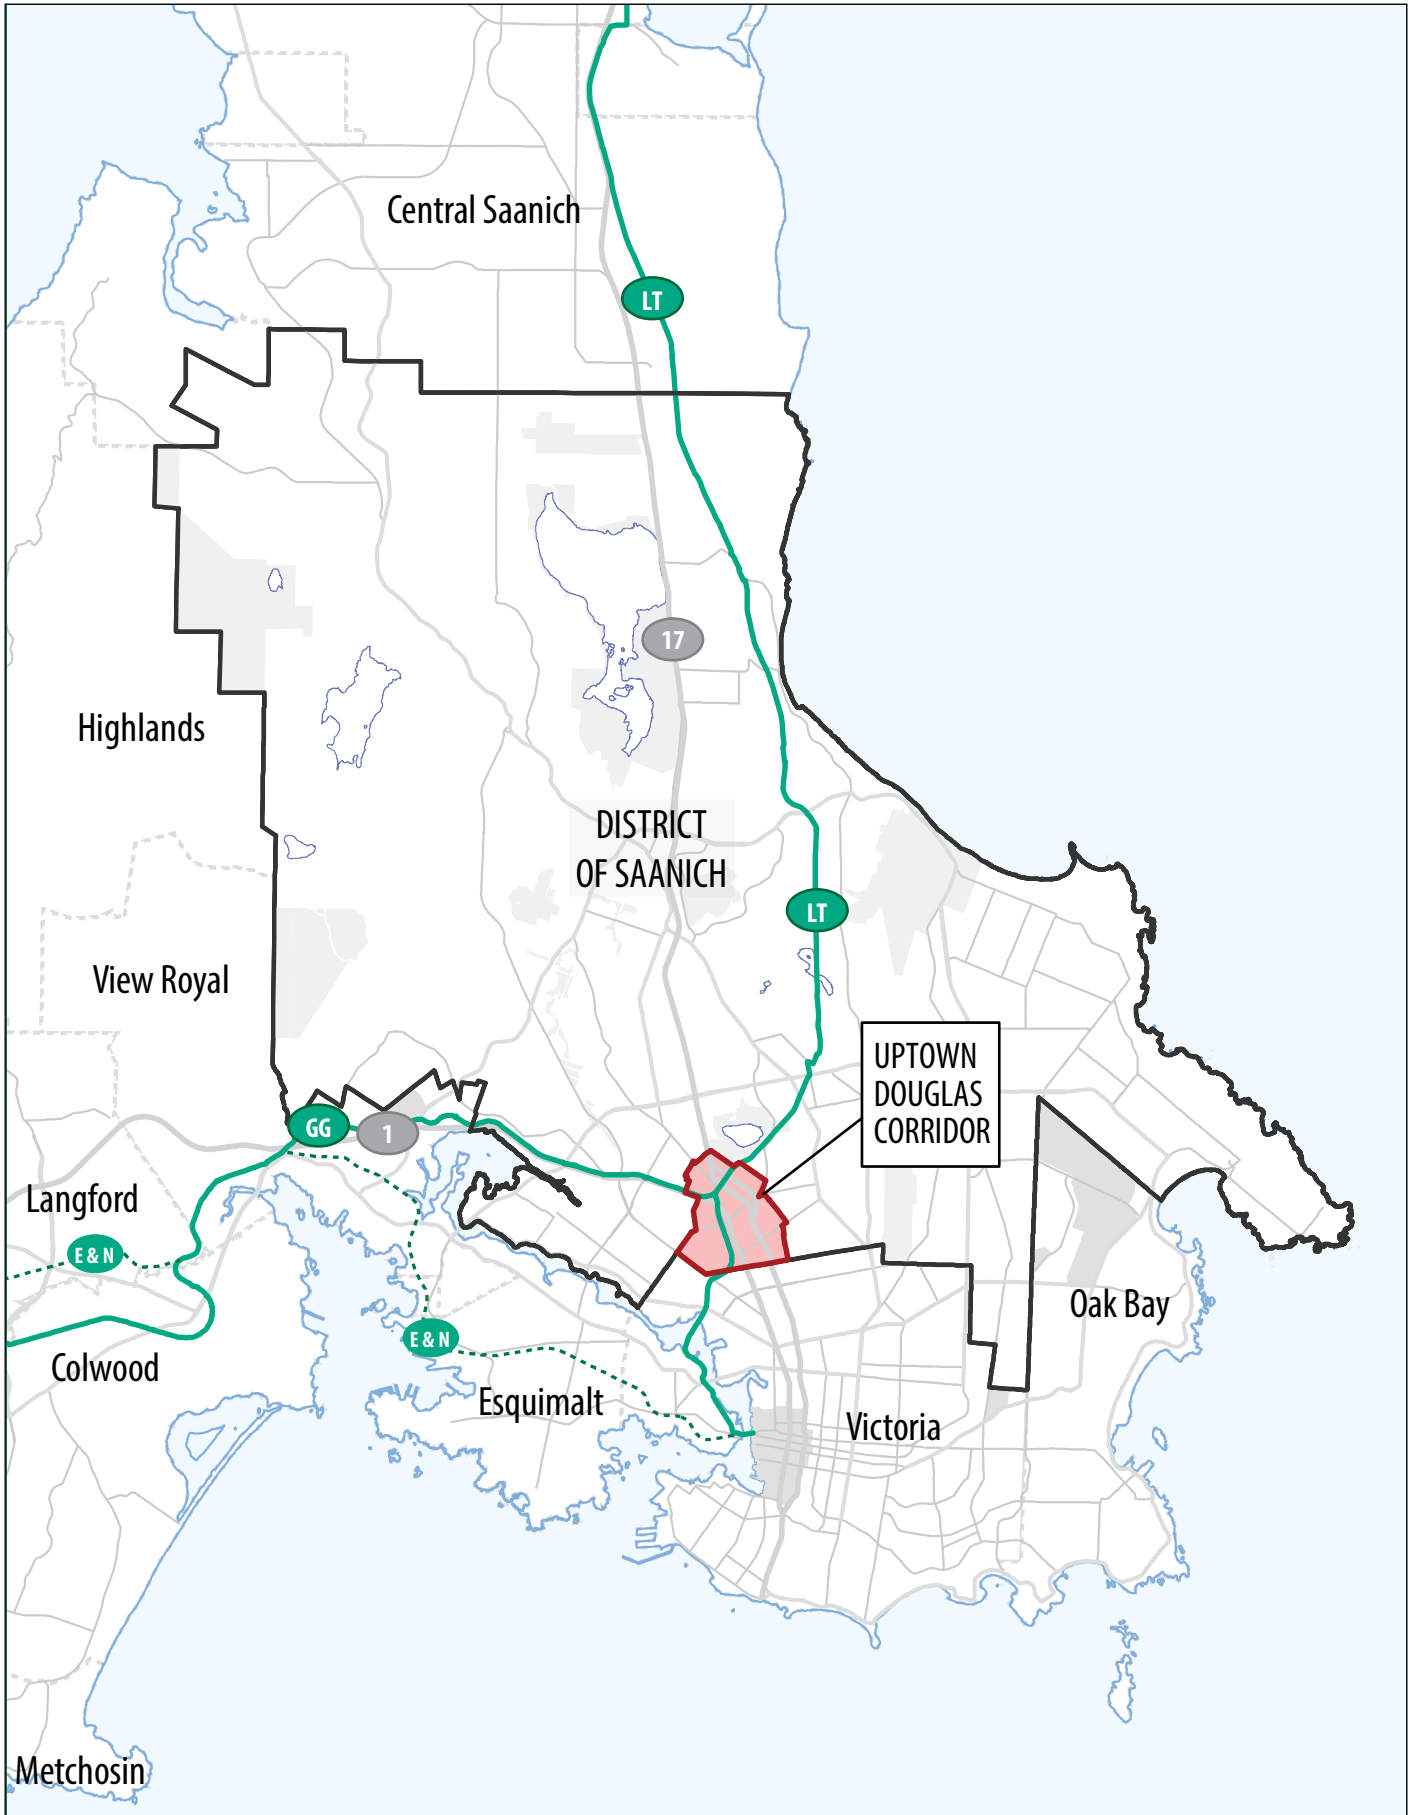 Central Saanich
LT
17
Highlands
DISTRICT
OF SAANICH
LT
View Royal
UPTOWN
DOUGLAS
CORRIDOR
GG
1
Langford
E & N
Oak Bay
E & N
Colwood
Esquimalt
Victoria
Metchosin